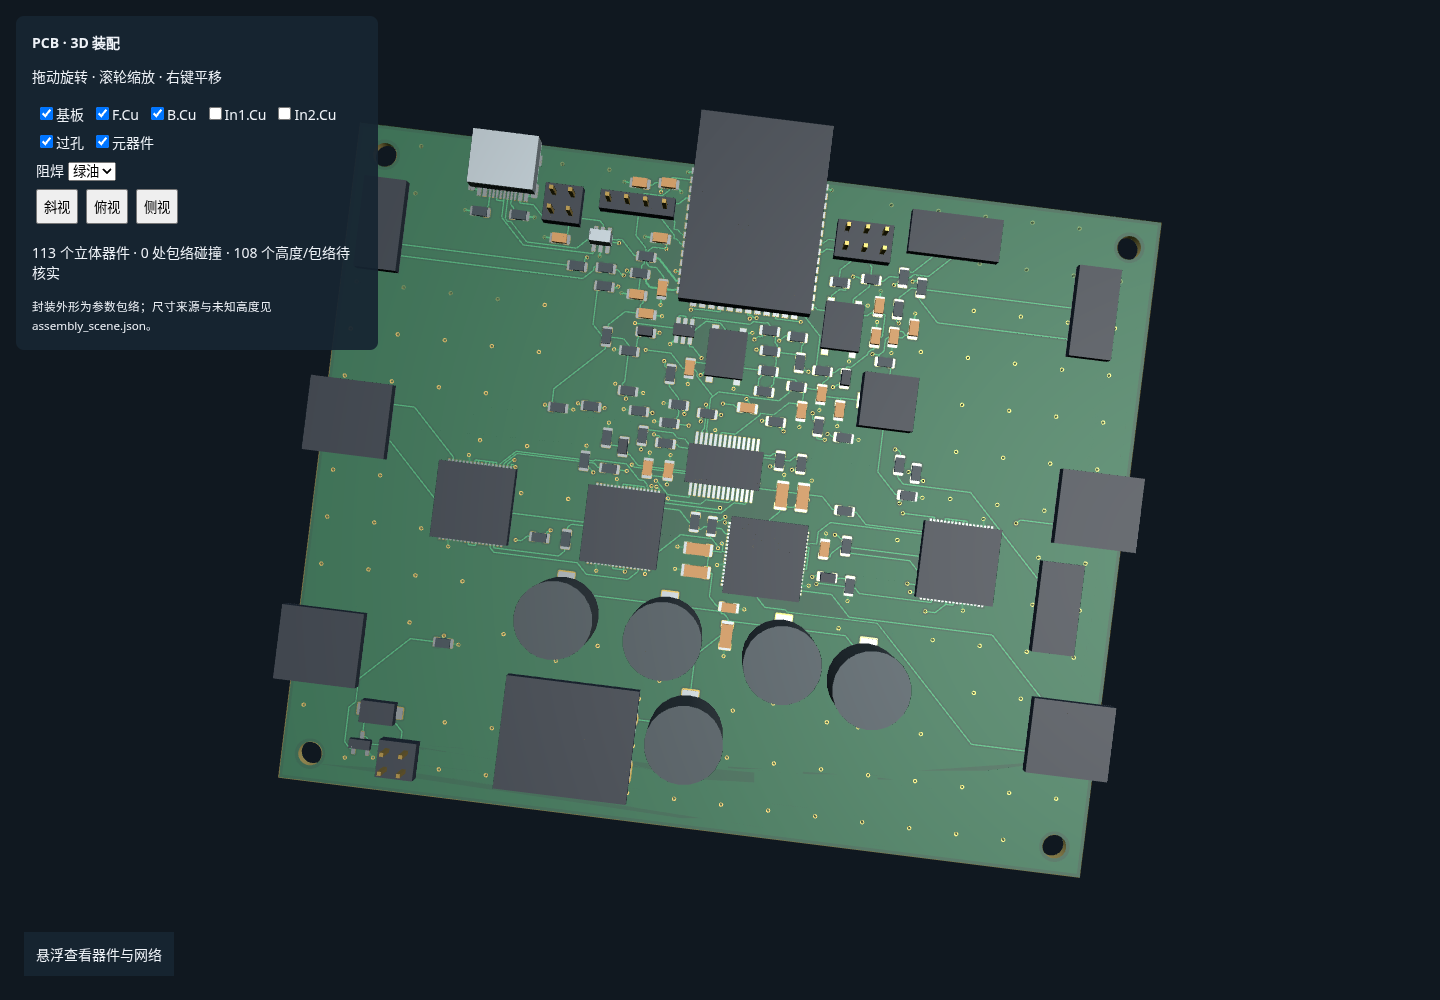 PCB · 3D 装配
拖动旋转 · 滚轮缩放 · 右键平移
基板 F.Cu B.Cu In1.Cu In2.Cu
过孔 元器件
阻焊 绿油
斜视 俯视 侧视
113 个立体器件 · 0 处包络碰撞 · 108 个高度/包络待
核实
封装外形为参数包络；尺寸来源与未知高度见
assembly_scene.json。
悬浮查看器件与网络